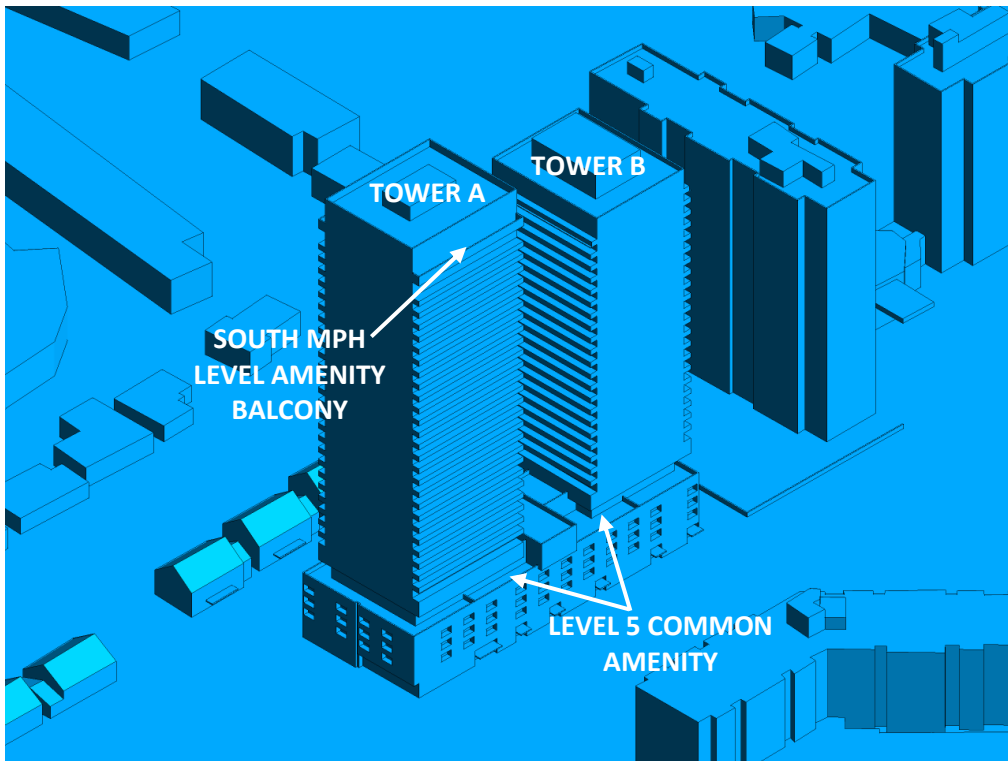 TOWER A
TOWER B
SOUTH MPH
LEVEL AMENITY
BALCONY
LEVEL 5 COMMON
AMENITY